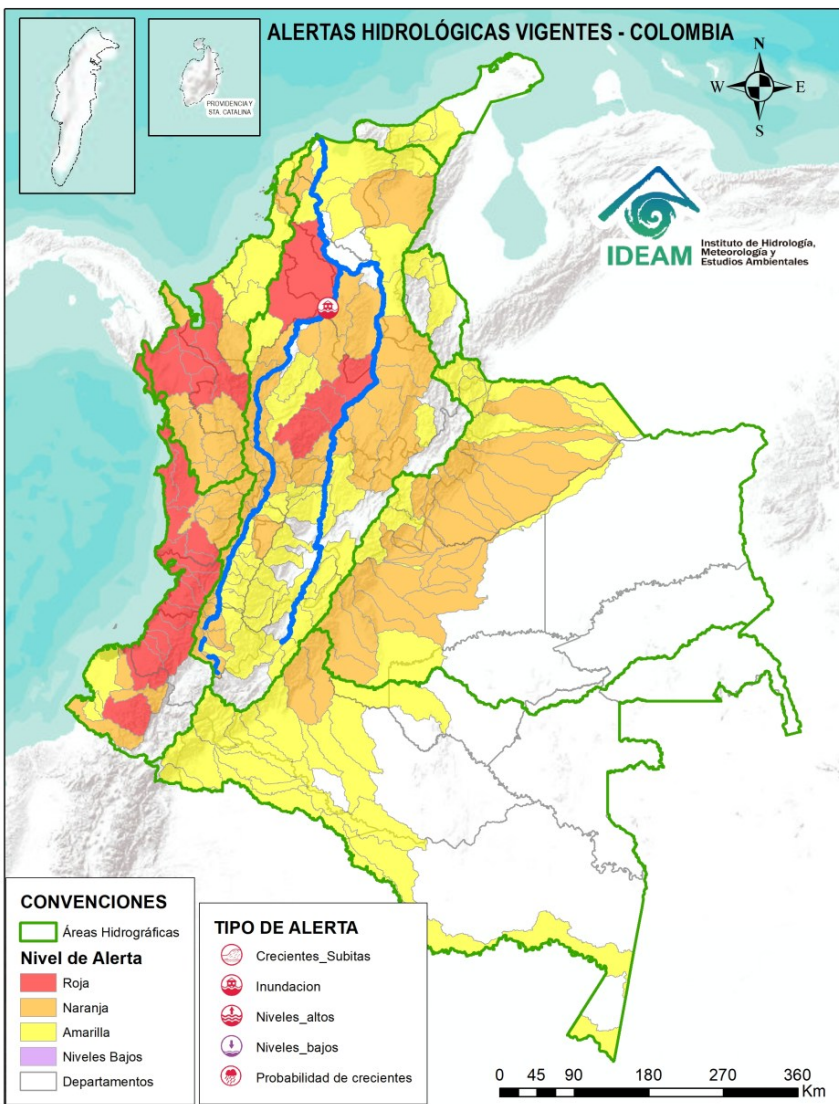 ALERTAS HIDROLÓGICAS VIGENTES - COLOMBIA
PROVIDENCIA Y
STA. CATALINA
N
W
E
S
IDEAM
Instituto de Hidrología,
Meteorología y
Estudios Ambientales
CONVENCIONES
Áreas Hidrográficas
Nivel de Alerta
Roja
Naranja
Amarilla
Niveles Bajos
Departamentos
TIPO DE ALERTA
Crecientes_Subitas
Inundacion
Niveles_altos
Niveles_bajos
Probabilidad de crecientes
0 45 90 180 270 360
Km